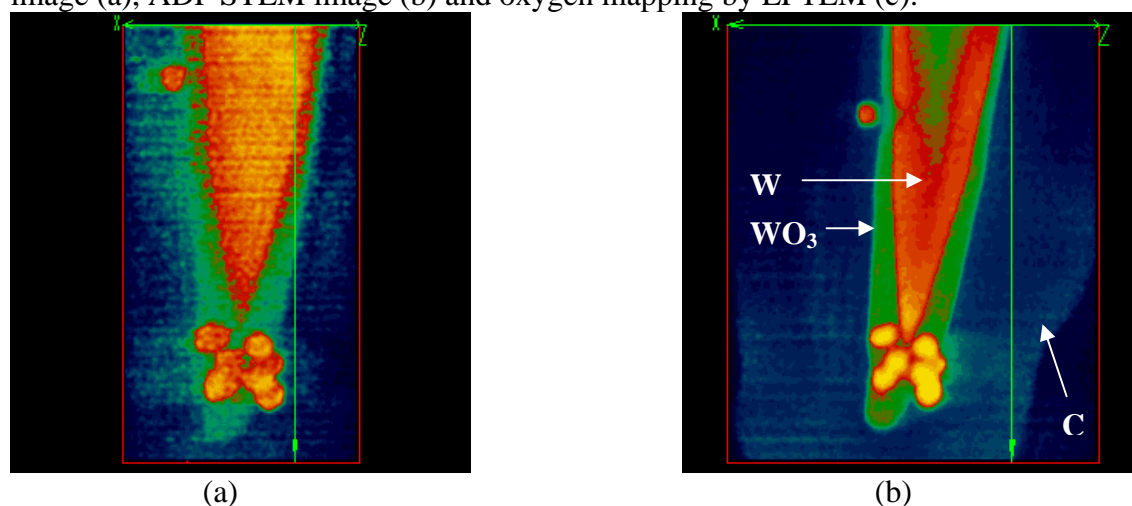 image (a), ADF STEM image (b) and oxygen mapping by EFTEM (c).
X Z
X Z
W
WO₃
C
(a) (b)